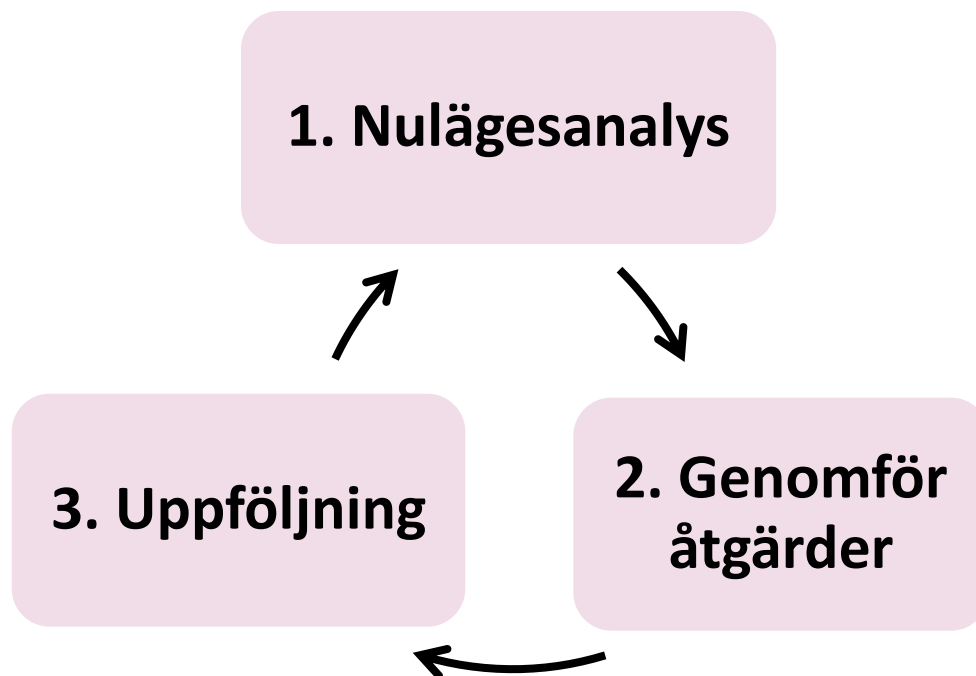 1. Nulägesanalys
2. Genomför
åtgärder
3. Uppföljning